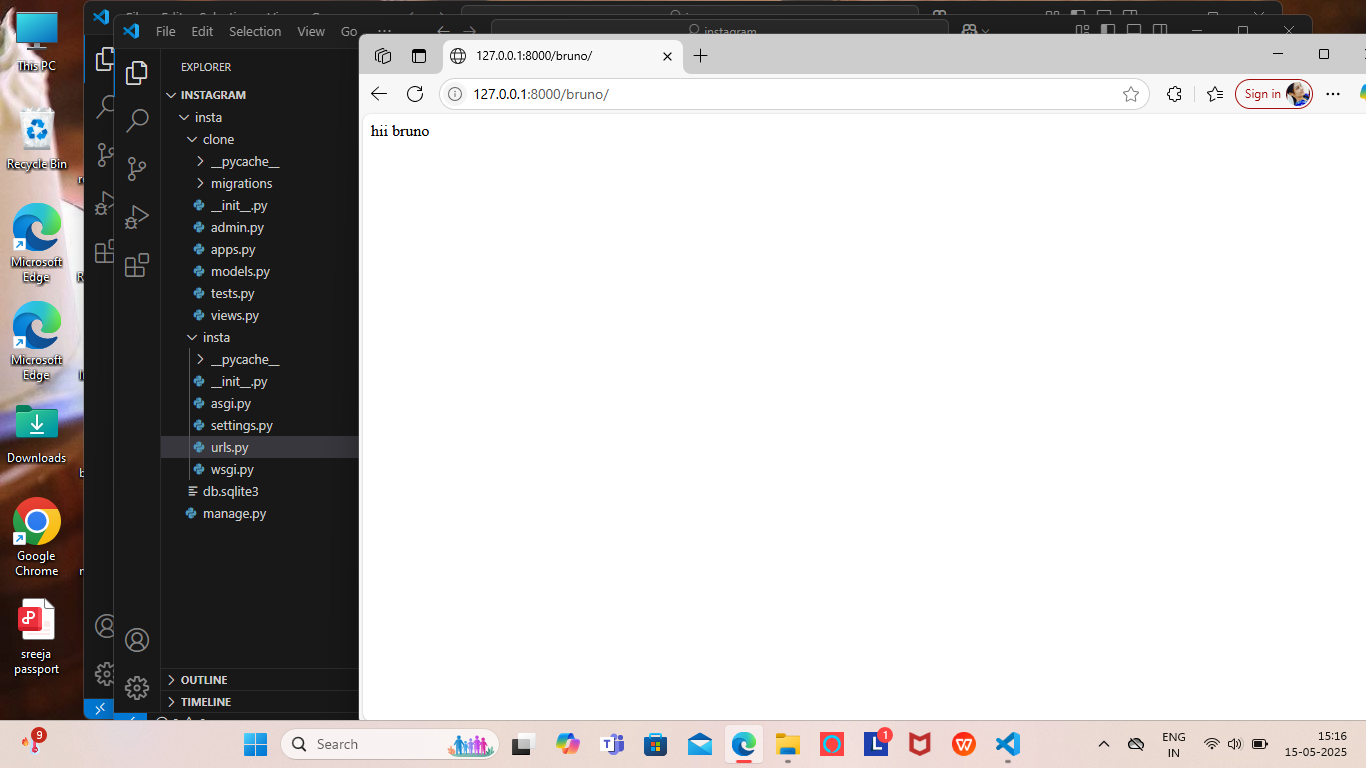 This PC
Recycle Bin
Microsoft
Edge
Microsoft
Edge
Downloads
Google
Chrome
sreeja
passport
File Edit Selection View Go ...
instagram
EXPLORER
INSTAGRAM
insta
clone
__pycache__
migrations
__init__.py
admin.py
apps.py
models.py
tests.py
views.py
insta
__pycache__
__init__.py
asgi.py
settings.py
urls.py
wsgi.py
db.sqlite3
manage.py
OUTLINE
TIMELINE
127.0.0.1:8000/bruno/
127.0.0.1:8000/bruno/
Sign in
hii bruno
9
Search
1
ENG
IN
15:16
15-05-2025